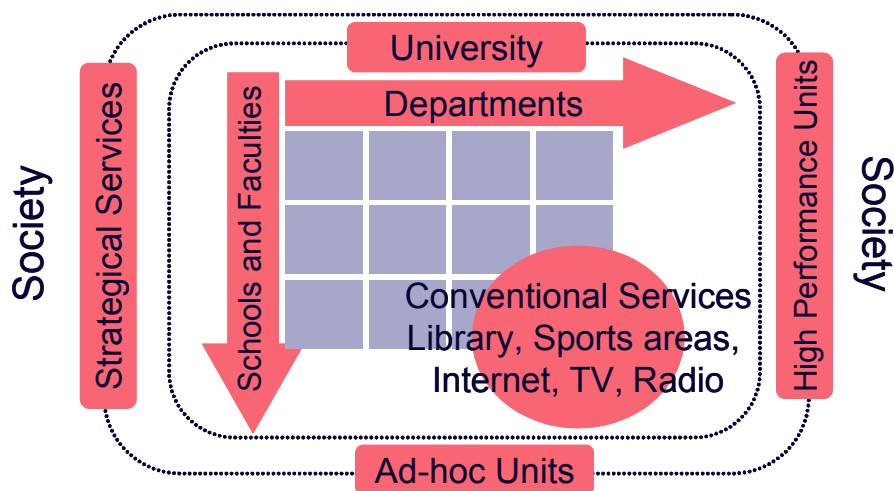 University
Departments
Society
Strategical Services
Schools and Faculties
Conventional Services
Library, Sports areas,
Internet, TV, Radio
High Performance Units
Society
Ad-hoc Units